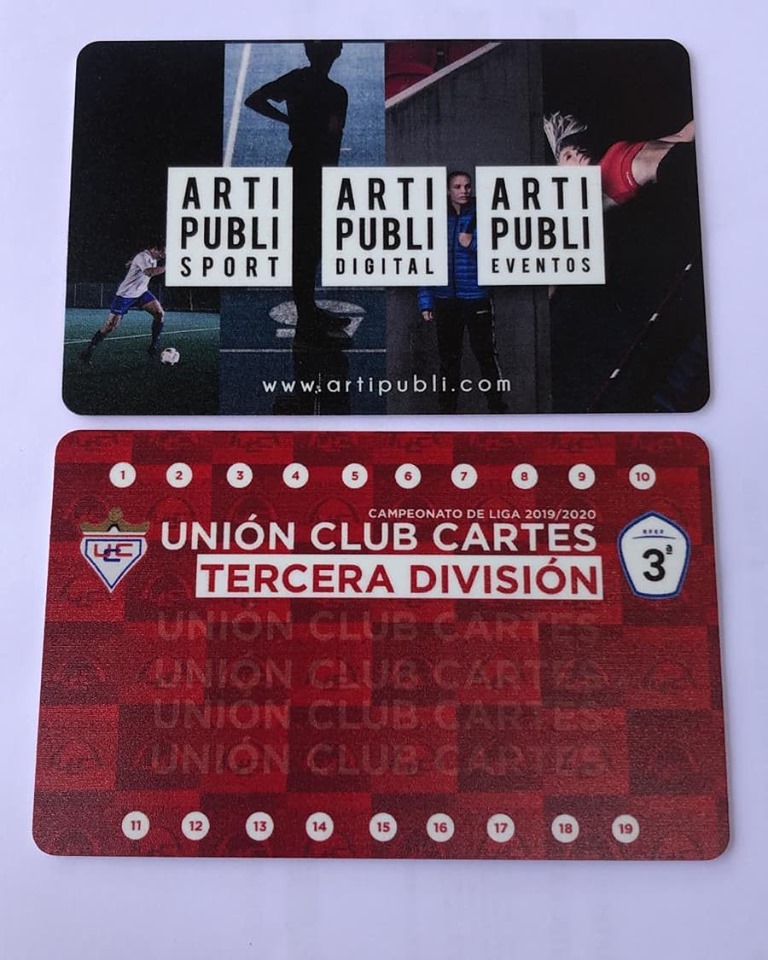 ARTI
PUBLI
SPORT
ARTI
PUBLI
DIGITAL
ARTI
PUBLI
EVENTOS
www.artipubli.com
1 2 3 4 5 6 7 8 9 10
CAMPEONATO DE LIGA 2019/2020
UNIÓN CLUB CARTES
TERCERA DIVISIÓN
UCC
RFEF
3ª
UNIÓN CLUB CARTES
UNIÓN CLUB CARTES
UNIÓN CLUB CARTES
UNIÓN CLUB CARTES
11 12 13 14 15 16 17 18 19